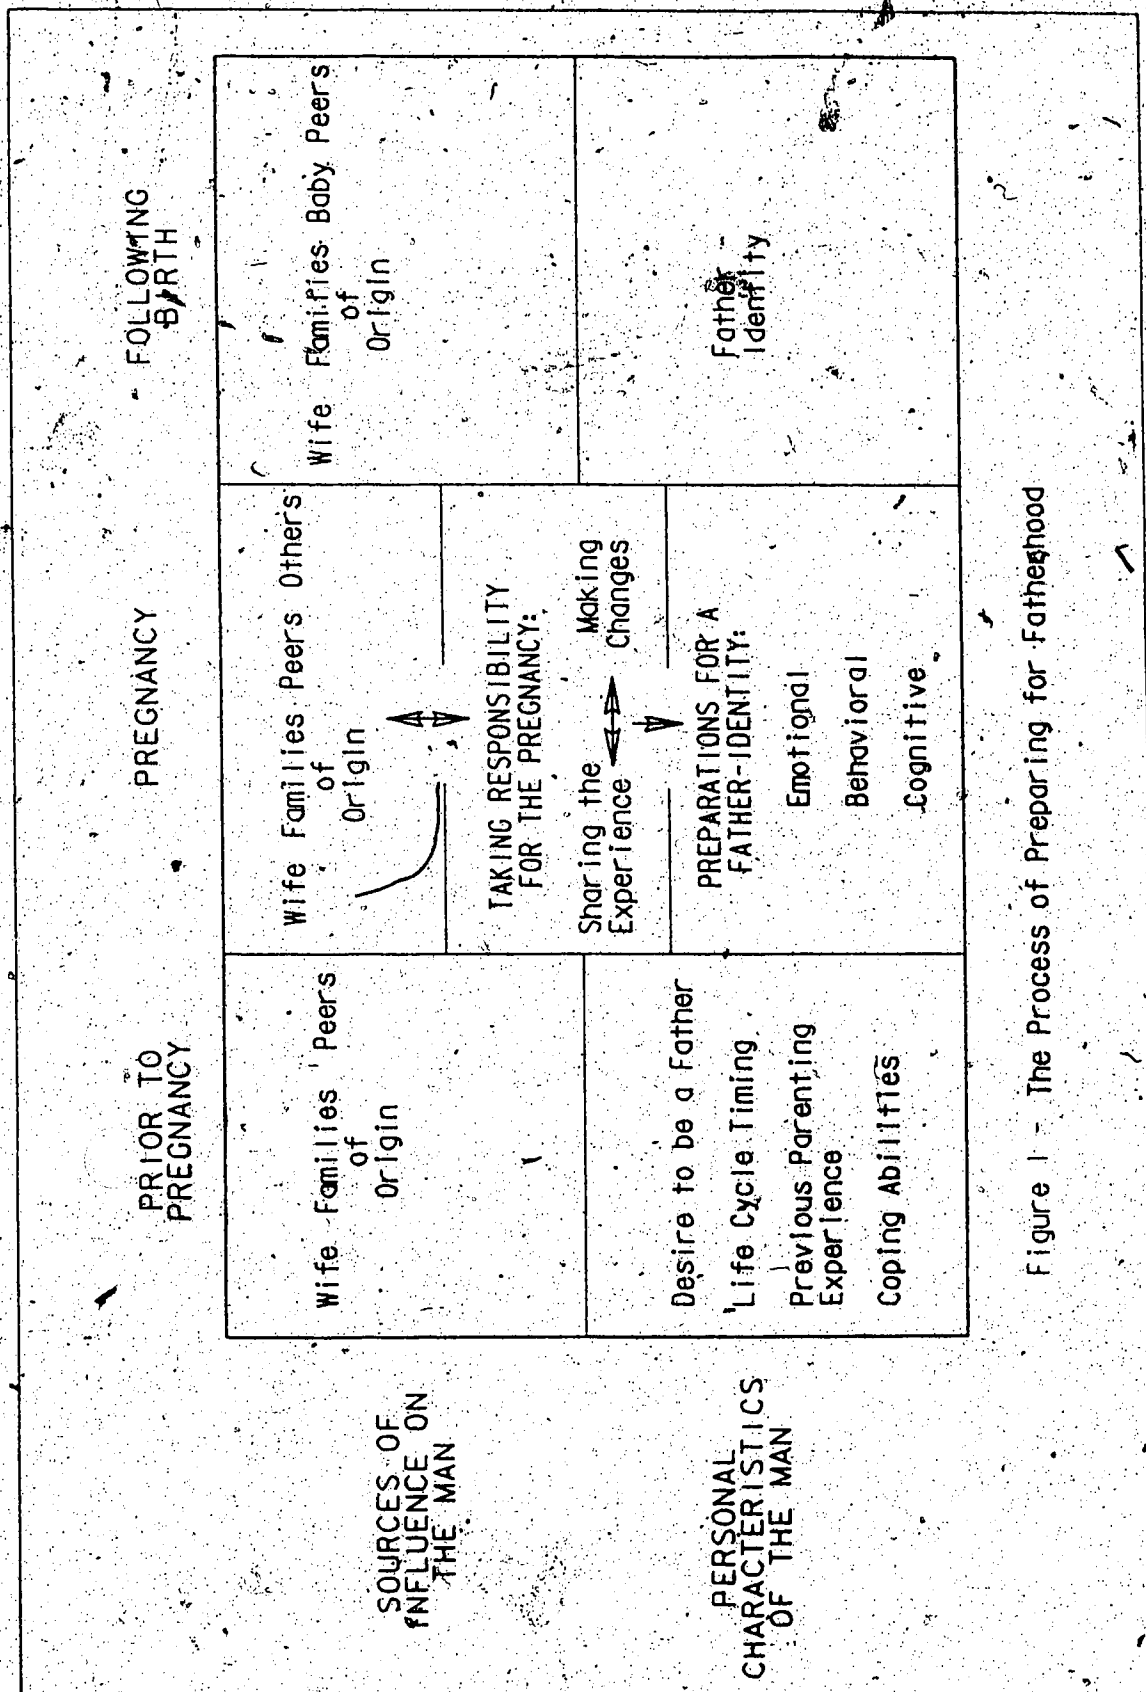 PRIOR TO
PREGNANCY
PREGNANCY
FOLLOWING
BIRTH
SOURCES OF
INFLUENCE ON
THE MAN
Wife Families Peers
of
Origin
Wife Families Peers Others
of
Origin
Wife Families Baby Peers
of
Origin
TAKING RESPONSIBILITY
FOR THE PREGNANCY:
Sharing the
Experience
Making
Changes
PERSONAL
CHARACTERISTICS
OF THE MAN
Desire to be a Father
Life Cycle Timing
Previous Parenting
Experience
Coping Abilities
PREPARATIONS FOR A
FATHER-IDENTITY:
Emotional
Behavioral
Cognitive
Father
Identity
Figure 1 - The Process of Preparing for Fatherhood